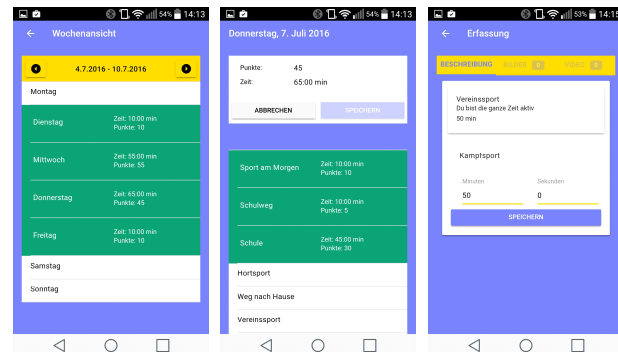 54% 14:13
Wochenansicht
4.7.2016 - 10.7.2016
Montag
Dienstag
Zeit: 10:00 min
Punkte: 10
Mittwoch
Zeit: 55:00 min
Punkte: 55
Donnerstag
Zeit: 65:00 min
Punkte: 45
Freitag
Zeit: 10:00 min
Punkte: 10
Samstag
Sonntag
54% 14:13
Donnerstag, 7. Juli 2016
Punkte: 45
Zeit: 65:00 min
ABBRECHEN SPEICHERN
Sport am Morgen
Zeit: 10:00 min
Punkte: 10
Schulweg
Zeit: 10:00 min
Punkte: 5
Schule
Zeit: 45:00 min
Punkte: 30
Hortsport
Weg nach Hause
Vereinssport
53% 14:15
Erfassung
BESCHREIBUNG BILDER 0 VIDEO 0
Vereinssport
Du bist die ganze Zeit aktiv
50 min
Kampfsport
Minuten Sekunden
50 0
SPEICHERN